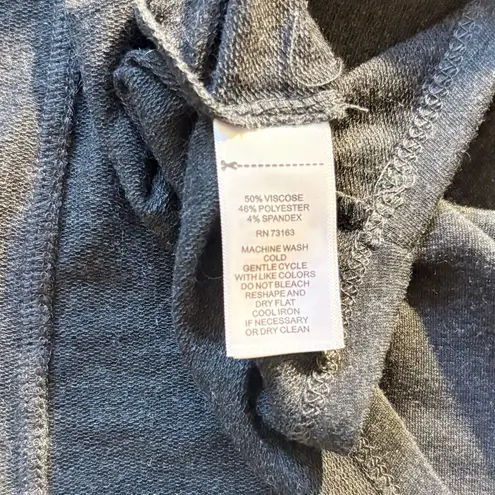 50% VISCOSE
46% POLYESTER
4% SPANDEX
RN 73163
MACHINE WASH
COLD
GENTLE CYCLE
WITH LIKE COLORS
DO NOT BLEACH
RESHAPE AND
DRY FLAT
COOL IRON
IF NECESSARY
OR DRY CLEAN